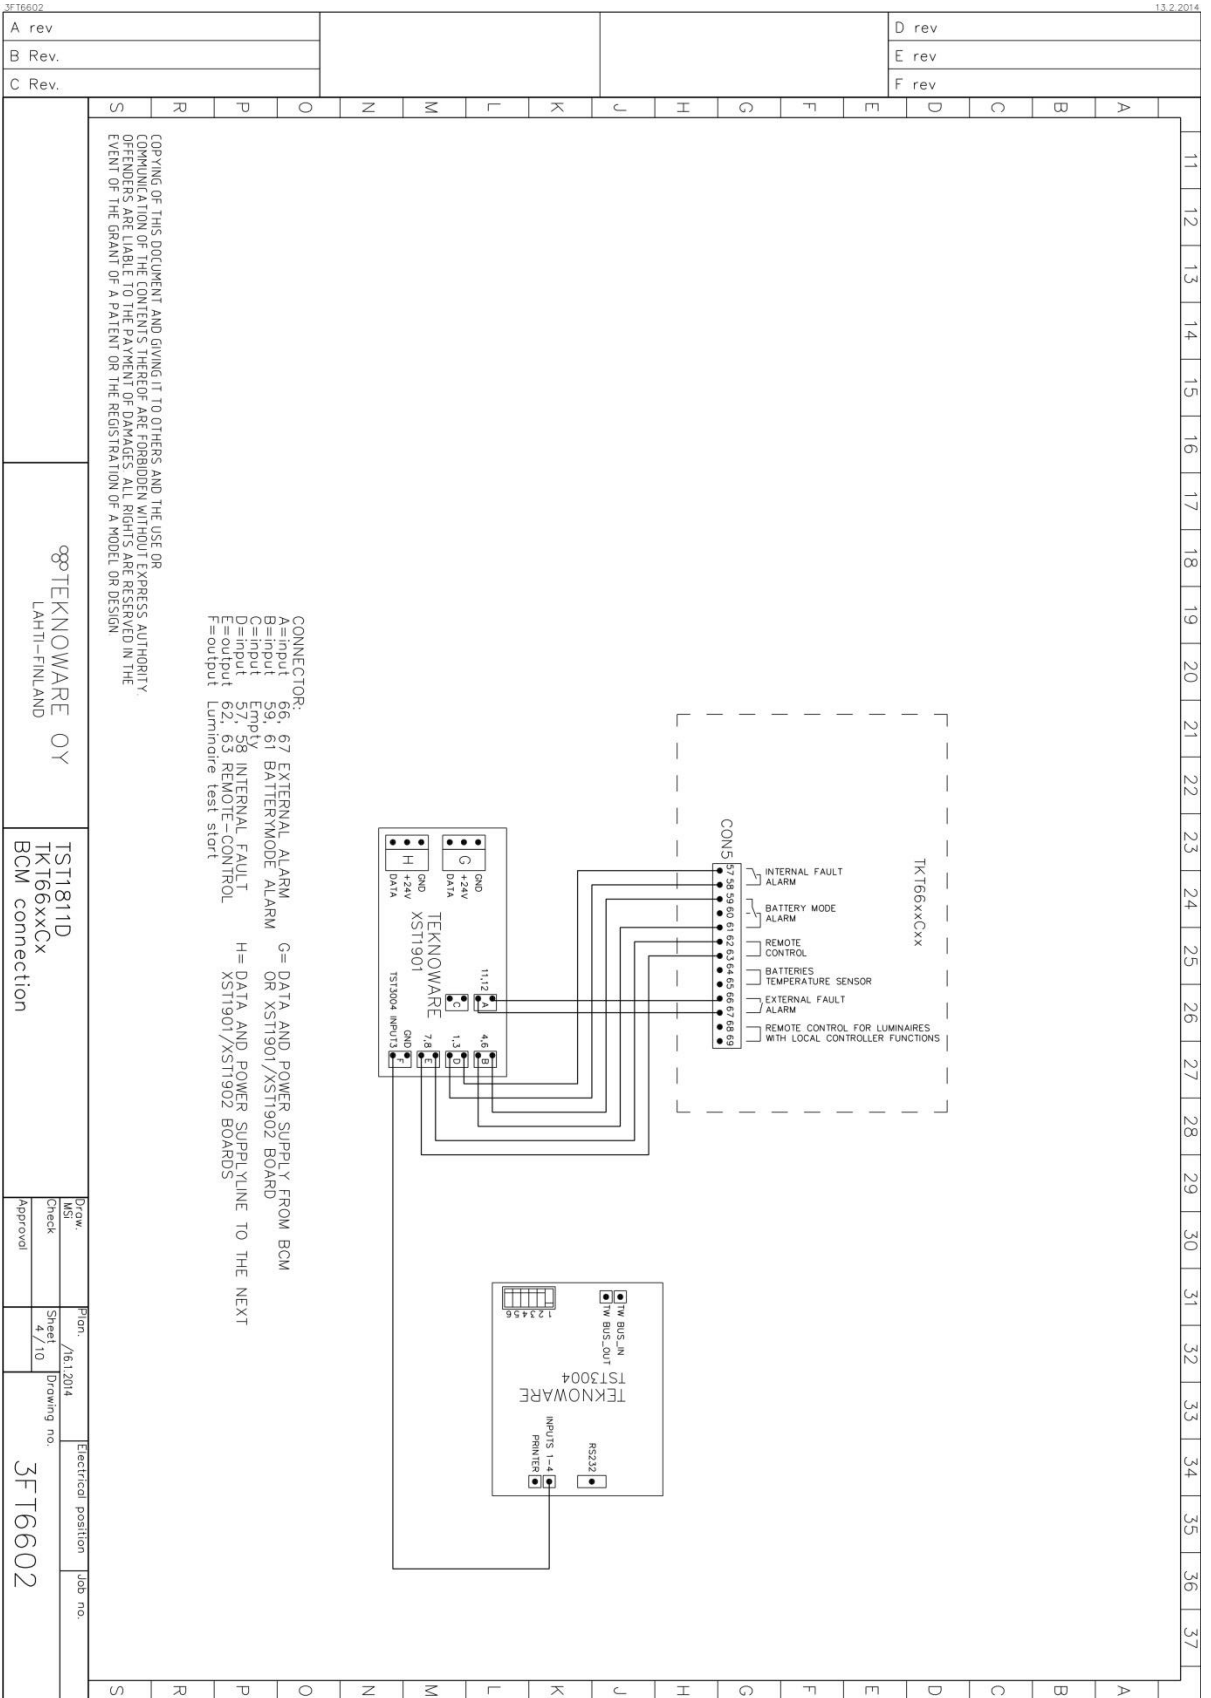 3FT6602
13.2.2014
A rev
B Rev.
C Rev.
D rev
E rev
F rev
S R P O N M L K J H G F E D C B A
11 12 13 14 15 16 17 18 19 20 21 22 23 24 25 26 27 28 29 30 31 32 33 34 35 36 37
COPYING OF THIS DOCUMENT AND GIVING IT TO OTHERS AND THE USE OR
COMMUNICATION OF THE CONTENTS THEREOF ARE FORBIDDEN WITHOUT EXPRESS AUTHORITY.
OFFENDERS ARE LIABLE TO THE PAYMENT OF DAMAGES. ALL RIGHTS ARE RESERVED IN THE
EVENT OF THE GRANT OF A PATENT OR THE REGISTRATION OF A MODEL OR DESIGN
TKT66xxCxx
INTERNAL FAULT
ALARM
BATTERY MODE
ALARM
REMOTE
CONTROL
BATTERIES
TEMPERATURE SENSOR
EXTERNAL FAULT
ALARM
REMOTE CONTROL FOR LUMINAIRES
WITH LOCAL CONTROLLER FUNCTIONS
CON5
57 58 59 60 61 62 63 64 65 66 67 68 69
GND
+24V
DATA
G
GND
+24V
DATA
H
TEKNOWARE
XST1901
11,12
A
C
4,6
B
1,3
D
7,8
E
GND
F
TST3004 INPUT3
TW BUS_IN
TW BUS_OUT
1 2 3 4 5 6
TEKNOWARE
TST3004
RS232
INPUTS 1-4
PRINTER
CONNECTOR:
A=input 66, 67 EXTERNAL ALARM
B=input 59, 61 BATTERYMODE ALARM
C=input Empty
D=input 57, 58 INTERNAL FAULT
E=output 62, 63 REMOTE-CONTROL
F=output Luminaire test start
G= DATA AND POWER SUPPLY FROM BCM
OR XST1901/XST1902 BOARD
H= DATA AND POWER SUPPLYLINE TO THE NEXT
XST1901/XST1902 BOARDS
TEKNOWARE OY
LAHTI-FINLAND
TST1811D
TKT66xxCx
BCM connection
Draw.
MSi
Check
Approval
Plan.
/16.1.2014
Sheet
4/10
Electrical position
Job no.
Drawing no.
3FT6602
S R P O N M L K J H G F E D C B A